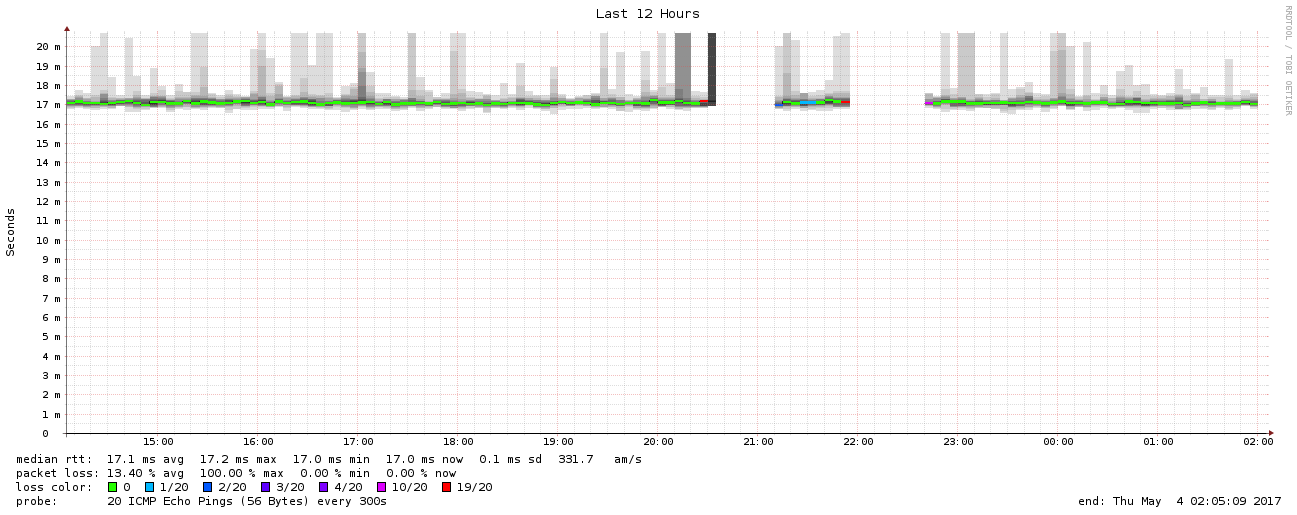 Last 12 Hours
RRDTOOL / TOBI OETIKER
Seconds
20 m
19 m
18 m
17 m
16 m
15 m
14 m
13 m
12 m
11 m
10 m
9 m
8 m
7 m
6 m
5 m
4 m
3 m
2 m
1 m
0
15:00 16:00 17:00 18:00 19:00 20:00 21:00 22:00 23:00 00:00 01:00 02:00
median rtt: 17.1 ms avg 17.2 ms max 17.0 ms min 17.0 ms now 0.1 ms sd 331.7 am/s
packet loss: 13.40 % avg 100.00 % max 0.00 % min 0.00 % now
loss color: 0 1/20 2/20 3/20 4/20 10/20 19/20
probe: 20 ICMP Echo Pings (56 Bytes) every 300s end: Thu May 4 02:05:09 2017